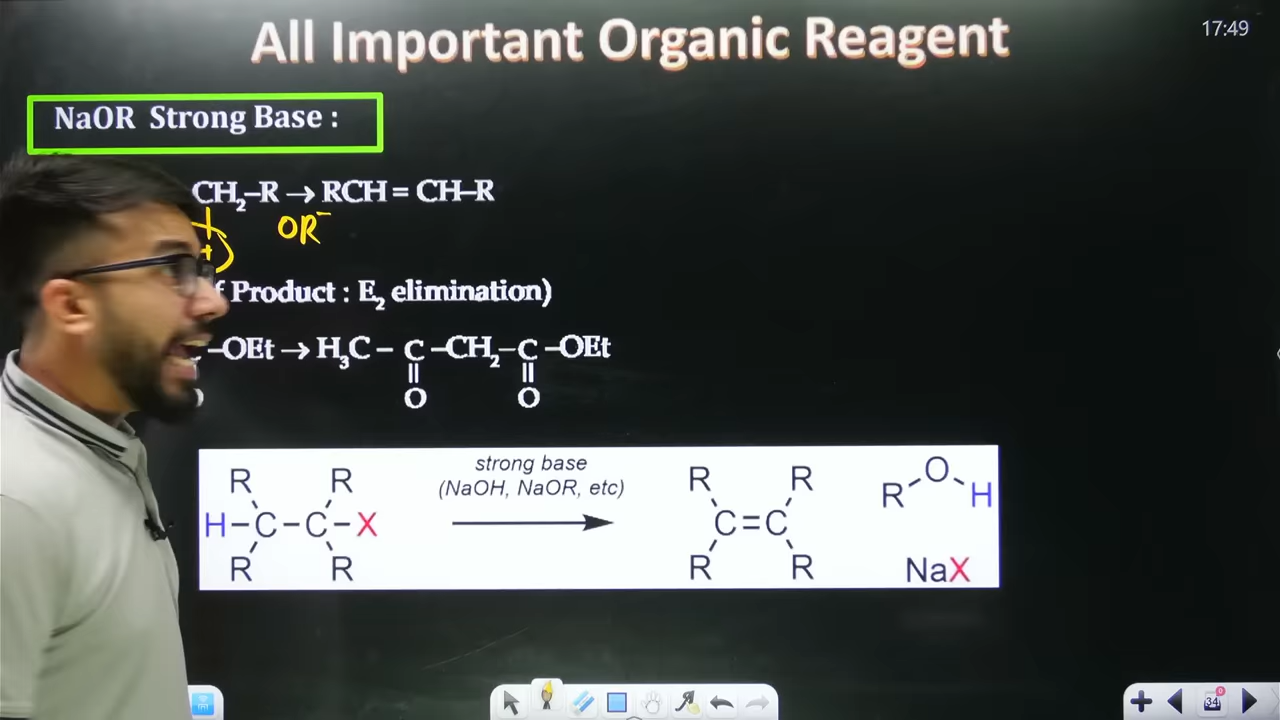 All Important Organic Reagent
17:49
NaOR Strong Base :
CH₂–R → RCH = CH–R
OR⁻
Product : E₂ elimination)
–OEt → H₃C – C –CH₂– C –OEt
O O
R R strong base R R R O H
(NaOH, NaOR, etc)
H–C–C–X C=C
R R R R NaX
34